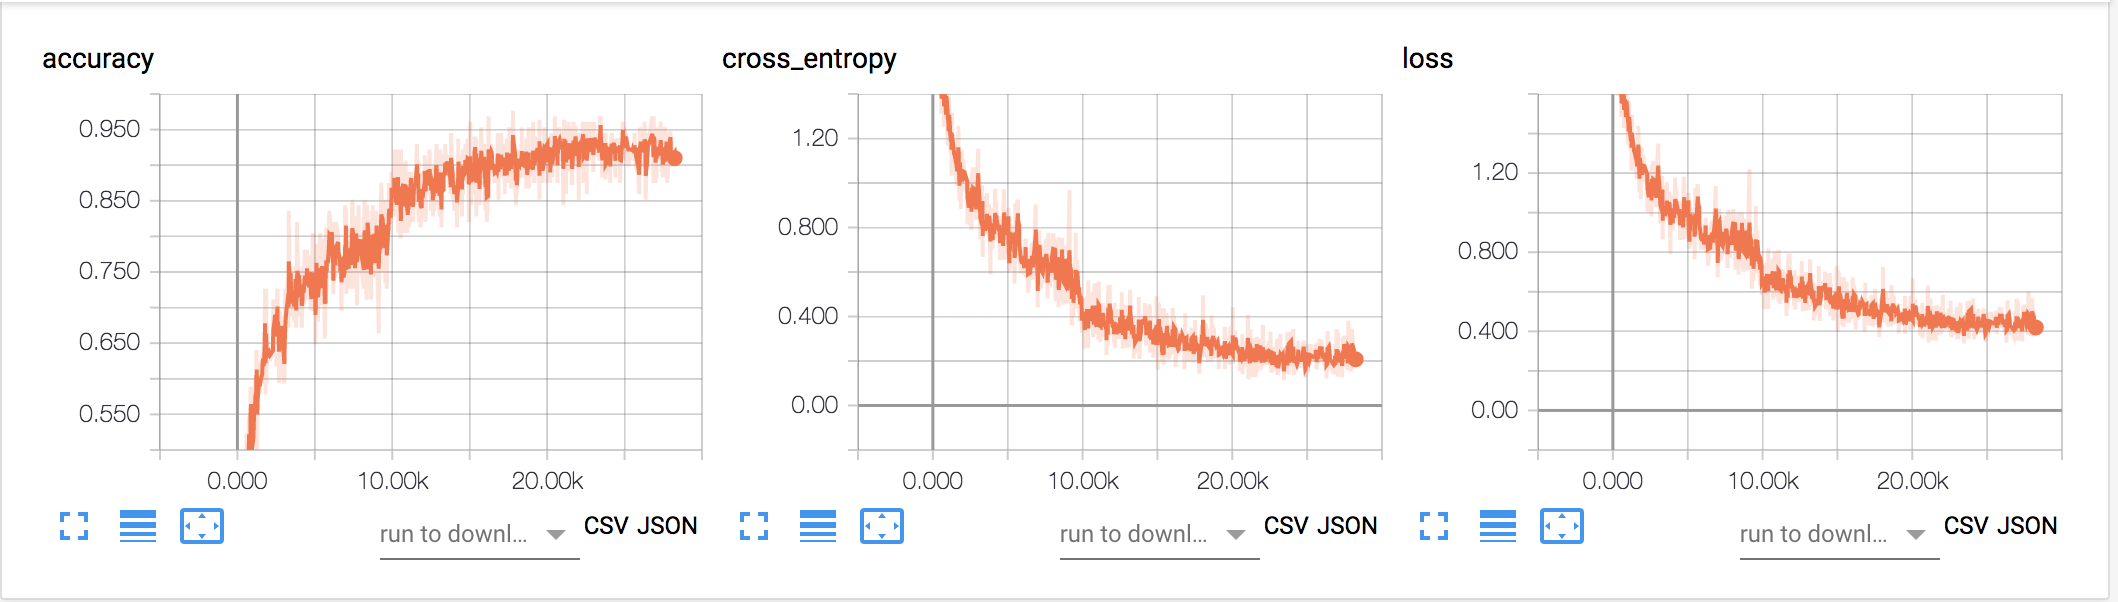 accuracy
0.950
0.850
0.750
0.650
0.550
0.000 10.00k 20.00k
run to downl... CSV JSON
cross_entropy
1.20
0.800
0.400
0.00
0.000 10.00k 20.00k
run to downl... CSV JSON
loss
1.20
0.800
0.400
0.00
0.000 10.00k 20.00k
run to downl... CSV JSON